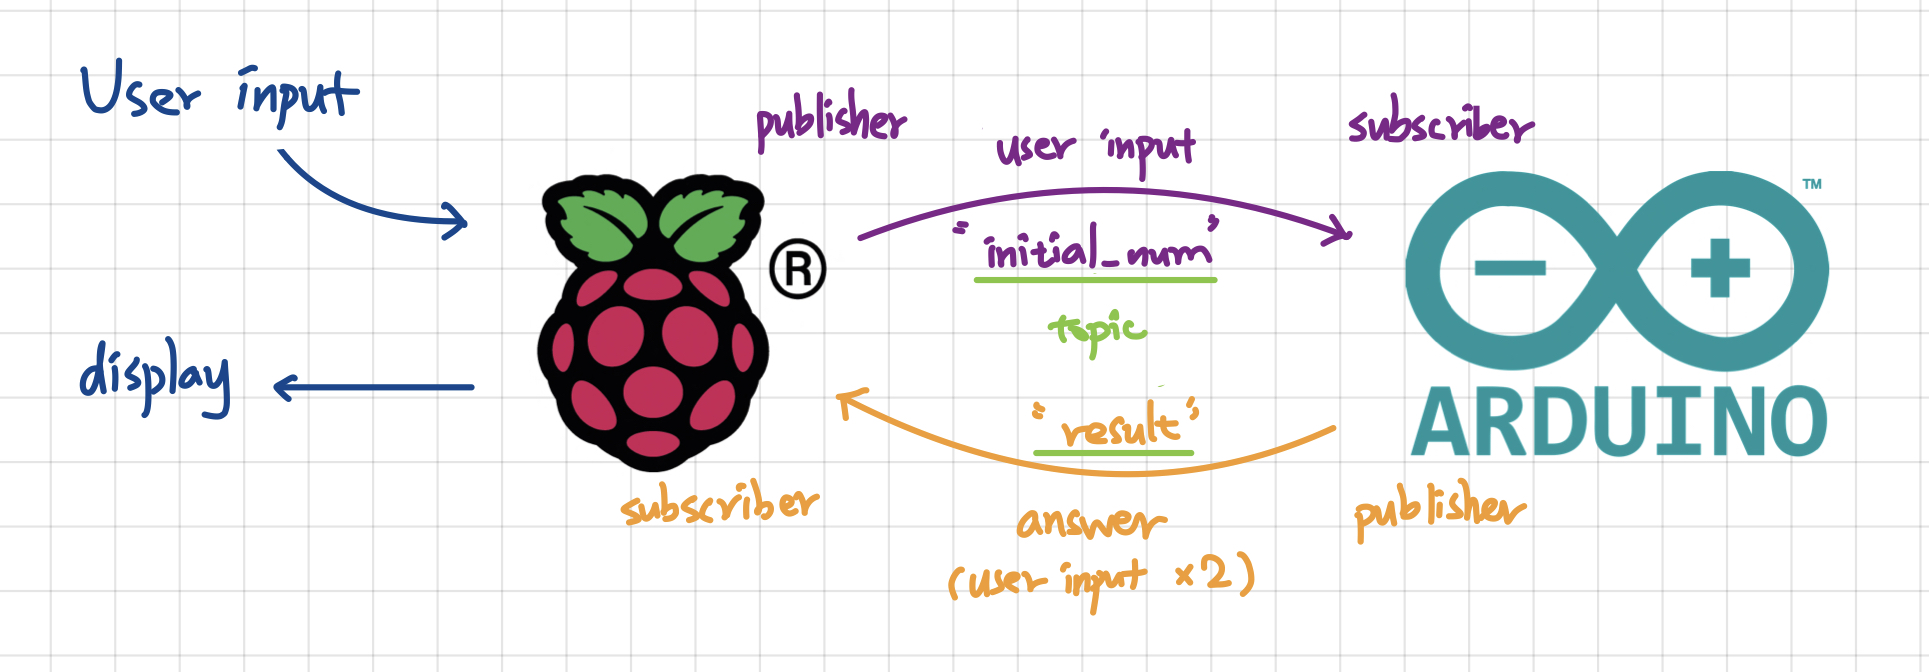 User input
publisher
user input
subscriber
"initial_num"
topic
display
"result"
subscriber
answer
(user input ×2)
publisher
®
TM
ARDUINO